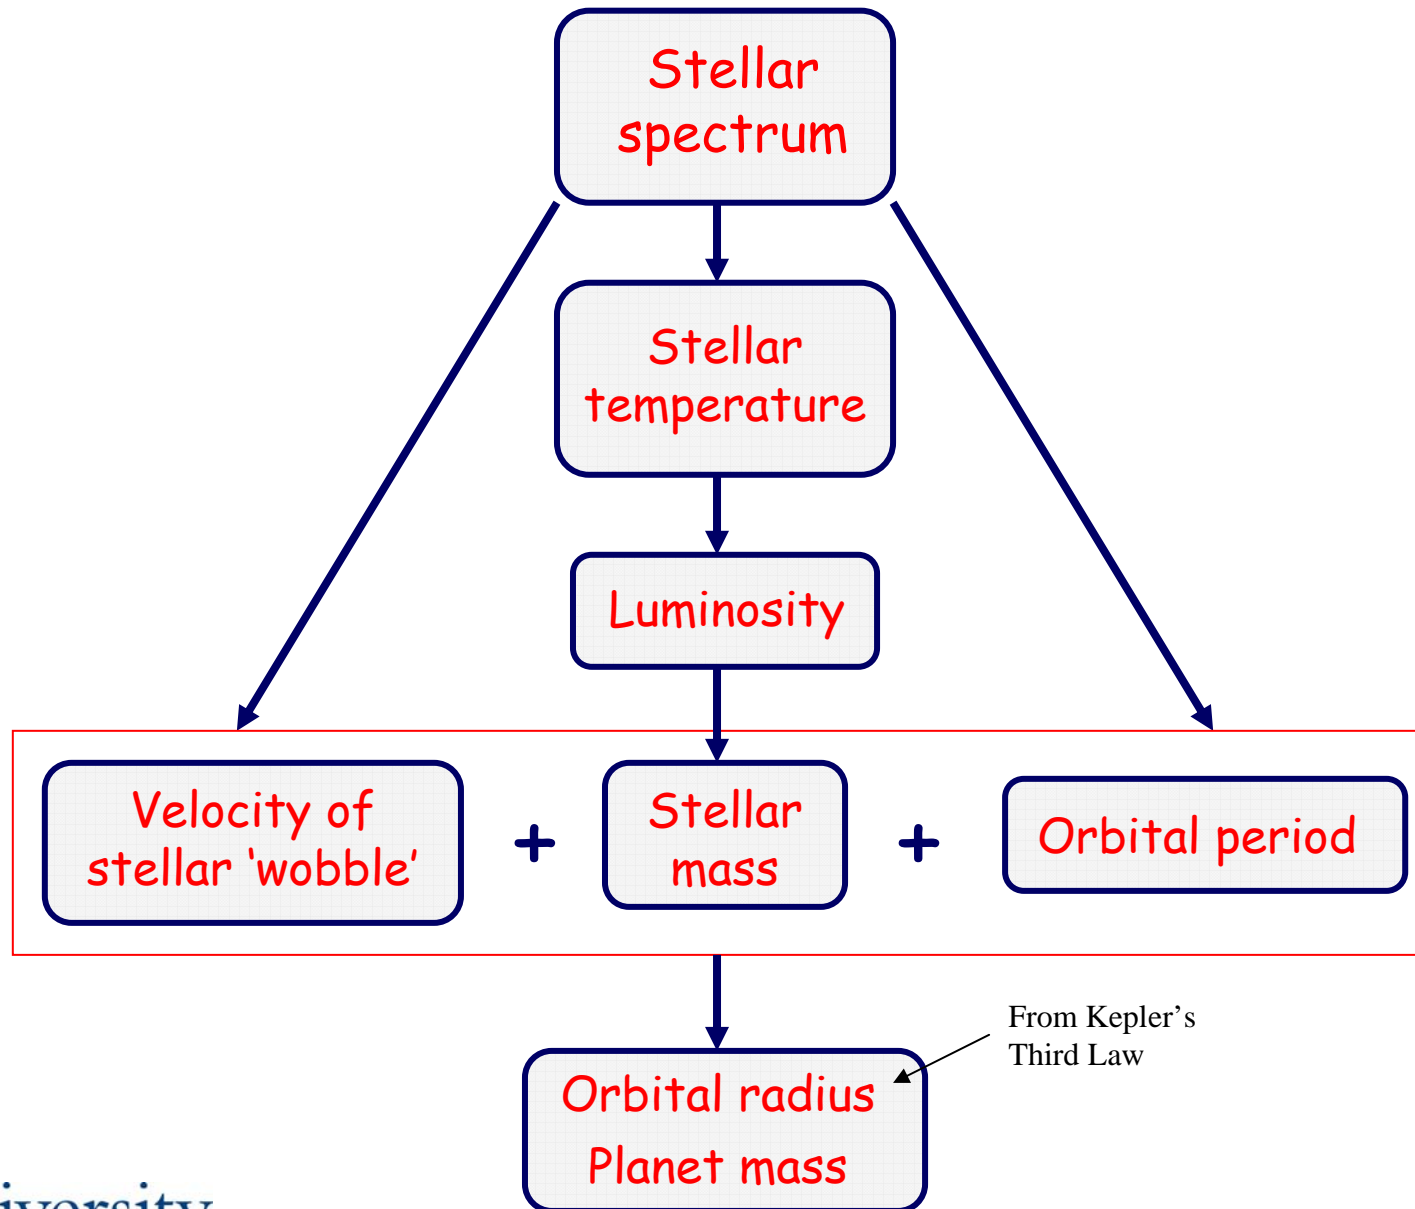 Stellar
spectrum
Stellar
temperature
Luminosity
Velocity of
stellar ‘wobble’
+
Stellar
mass
+
Orbital period
From Kepler’s
Third Law
Orbital radius
Planet mass